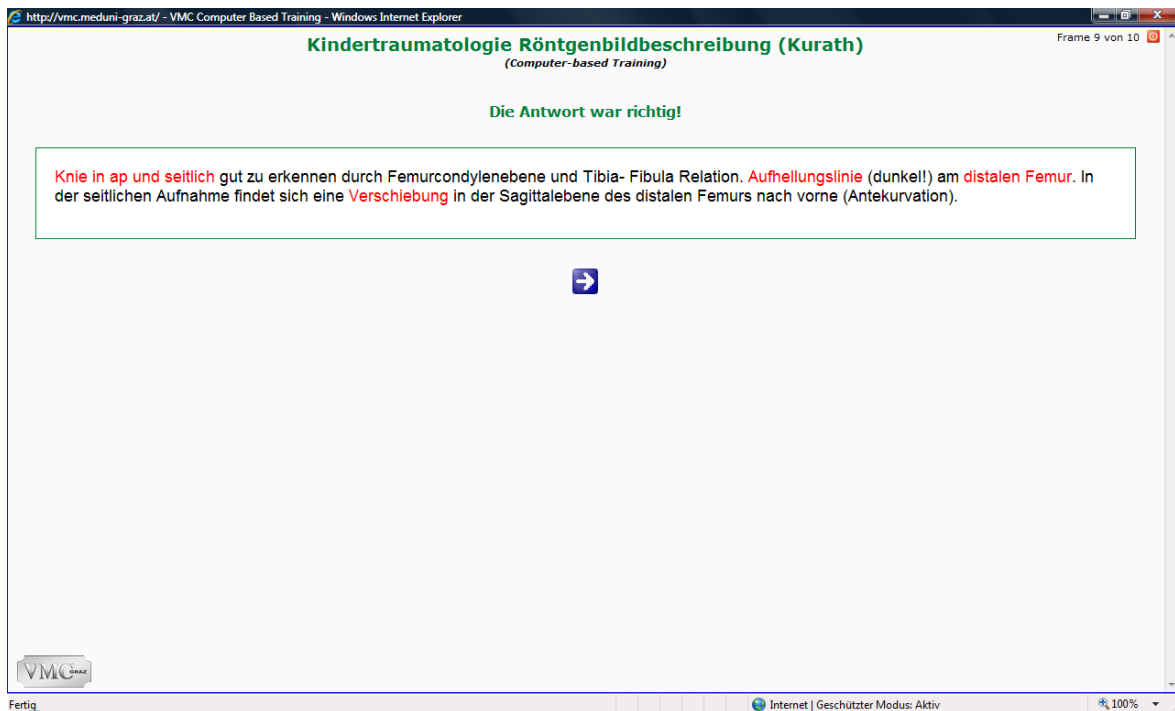 http://vmc.meduni-graz.at/ - VMC Computer Based Training - Windows Internet Explorer
Kindertraumatologie Röntgenbildbeschreibung (Kurath)
Frame 9 von 10
(Computer-based Training)
Die Antwort war richtig!
Knie in ap und seitlich gut zu erkennen durch Femurcondylenebene und Tibia- Fibula Relation. Aufhellungslinie (dunkel!) am distalen Femur. In
der seitlichen Aufnahme findet sich eine Verschiebung in der Sagittalebene des distalen Femurs nach vorne (Antekurvation).
VMC GRAZ
Fertig
Internet | Geschützter Modus: Aktiv
100%